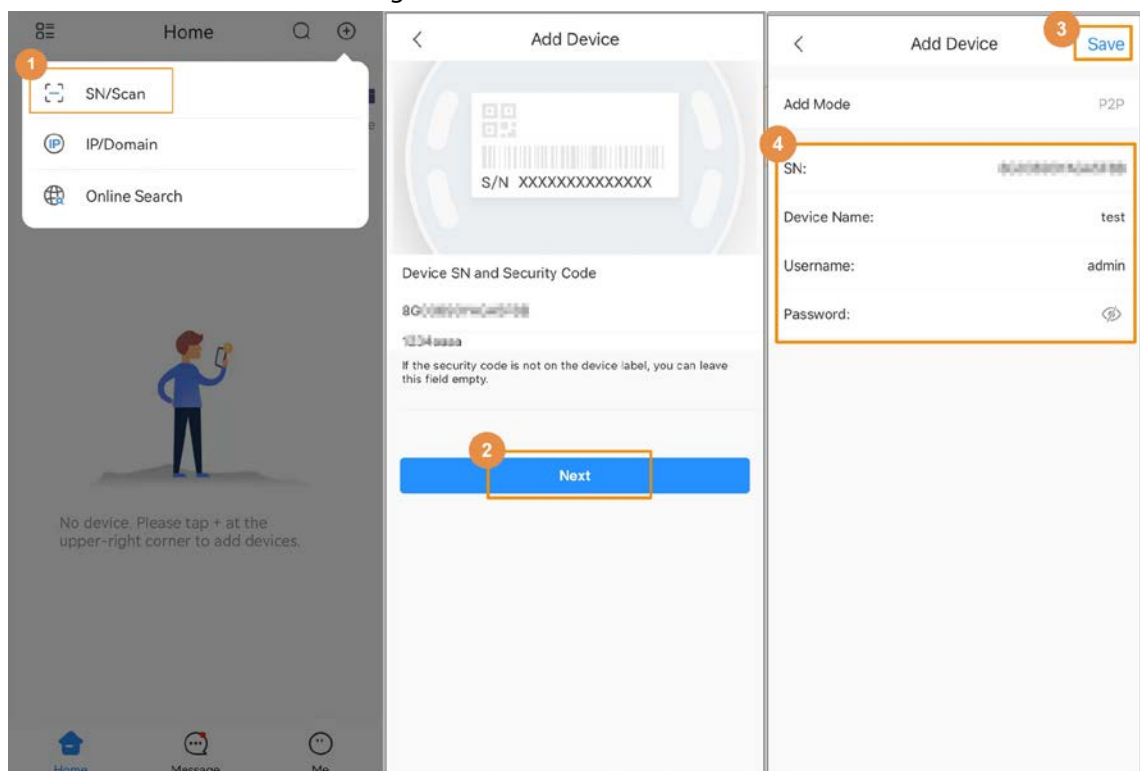 Home
1
SN/Scan
IP/Domain
Online Search
No device. Please tap + at the
upper-right corner to add devices.
Home
Message
Me
Add Device
S/N XXXXXXXXXXXXXX
Device SN and Security Code
8G
1234aaaa
If the security code is not on the device label, you can leave
this field empty.
2
Next
Add Device
3
Save
Add Mode
P2P
4
SN:
Device Name:
test
Username:
admin
Password: